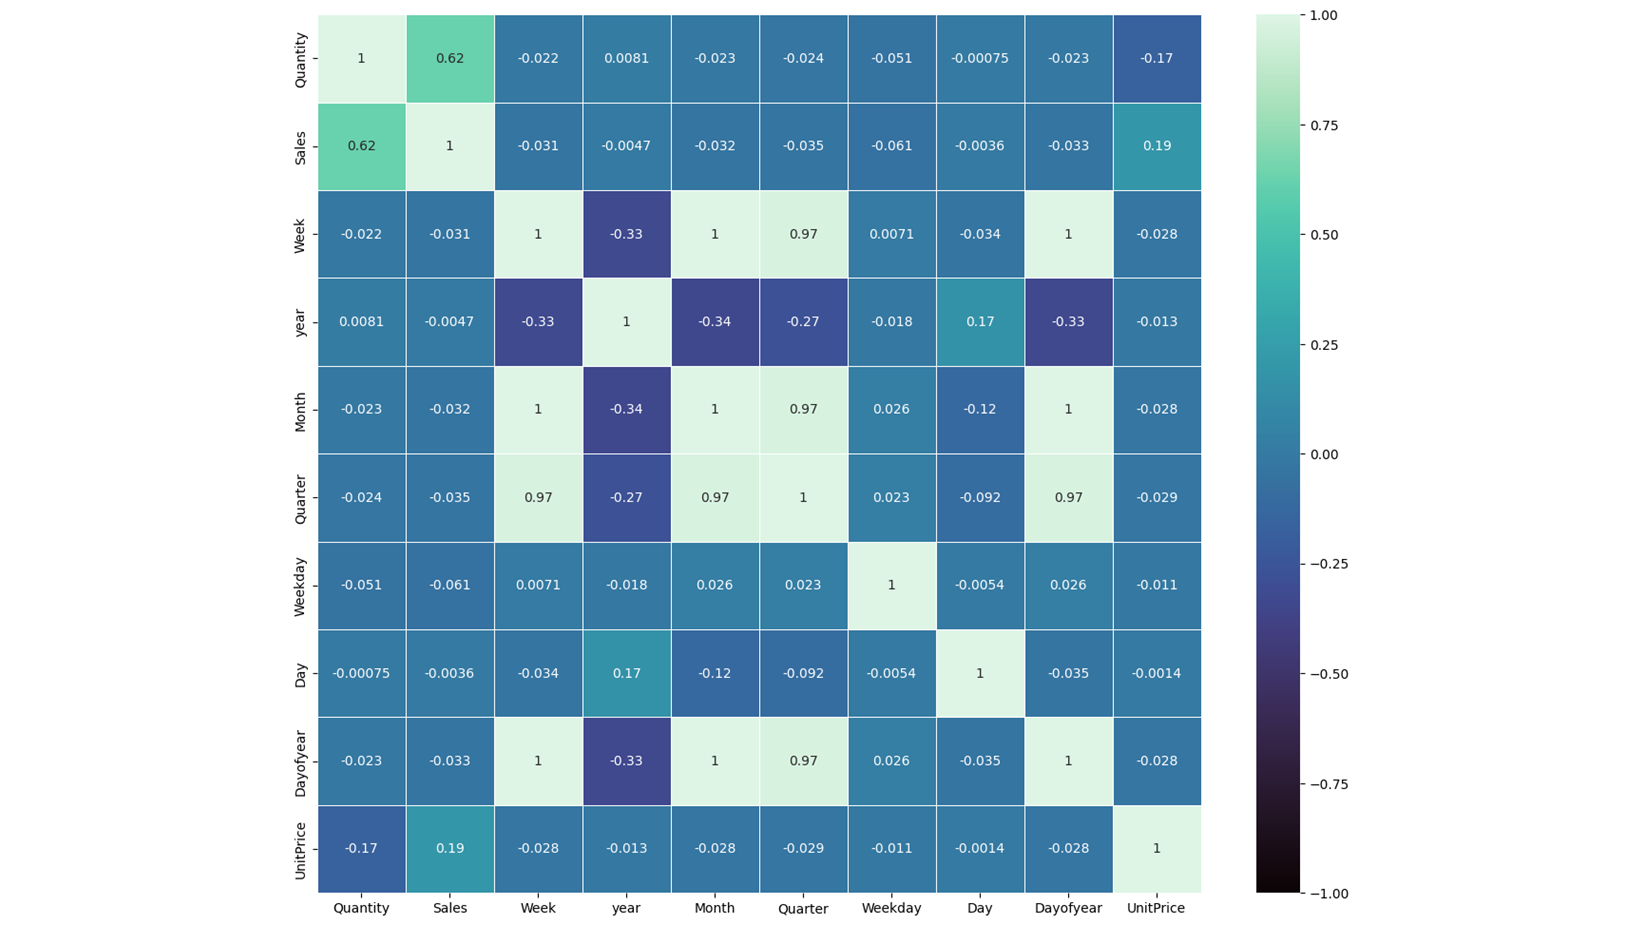 Quantity 1 0.62 -0.022 0.0081 -0.023 -0.024 -0.051 -0.00075 -0.023 -0.17
Sales 0.62 1 -0.031 -0.0047 -0.032 -0.035 -0.061 -0.0036 -0.033 0.19
Week -0.022 -0.031 1 -0.33 1 0.97 0.0071 -0.034 1 -0.028
year 0.0081 -0.0047 -0.33 1 -0.34 -0.27 -0.018 0.17 -0.33 -0.013
Month -0.023 -0.032 1 -0.34 1 0.97 0.026 -0.12 1 -0.028
Quarter -0.024 -0.035 0.97 -0.27 0.97 1 0.023 -0.092 0.97 -0.029
Weekday -0.051 -0.061 0.0071 -0.018 0.026 0.023 1 -0.0054 0.026 -0.011
Day -0.00075 -0.0036 -0.034 0.17 -0.12 -0.092 -0.0054 1 -0.035 -0.0014
Dayofyear -0.023 -0.033 1 -0.33 1 0.97 0.026 -0.035 1 -0.028
UnitPrice -0.17 0.19 -0.028 -0.013 -0.028 -0.029 -0.011 -0.0014 -0.028 1
Quantity Sales Week year Month Quarter Weekday Day Dayofyear UnitPrice
1.00
0.75
0.50
0.25
0.00
−0.25
−0.50
−0.75
−1.00